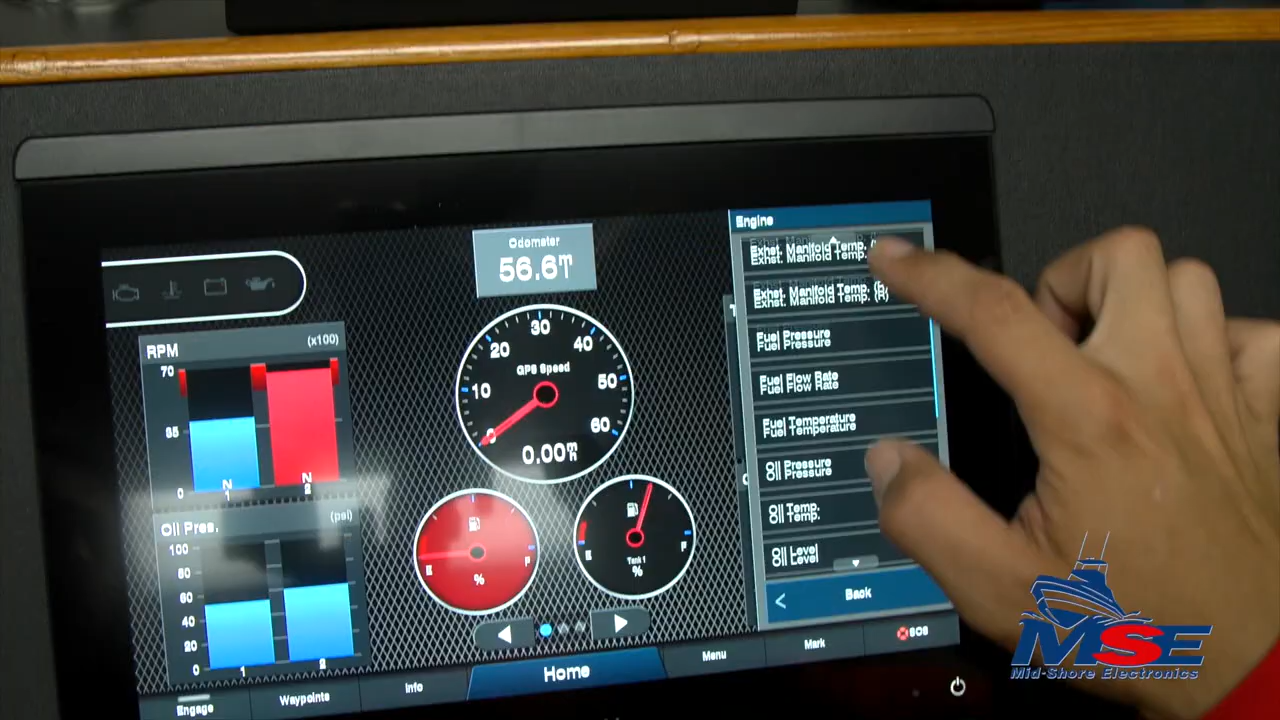 Odometer
56.6
Engine
Exhst. Manifold Temp.
Exhst. Manifold Temp.
Fuel Pressure
Fuel Flow Rate
Fuel Temperature
Oil Pressure
Oil Temp.
Oil Level
Back
RPM
(x100)
70
35
0
N
N
1
2
Oil Pres.
(psi)
100
80
60
40
20
0
1
2
0
10
20
30
40
50
60
GPS Speed
0.00
E
F
%
E
F
Tank 1
%
Engage
Waypoints
Info
Home
Menu
Mark
SOS
MSE
Mid-Shore Electronics